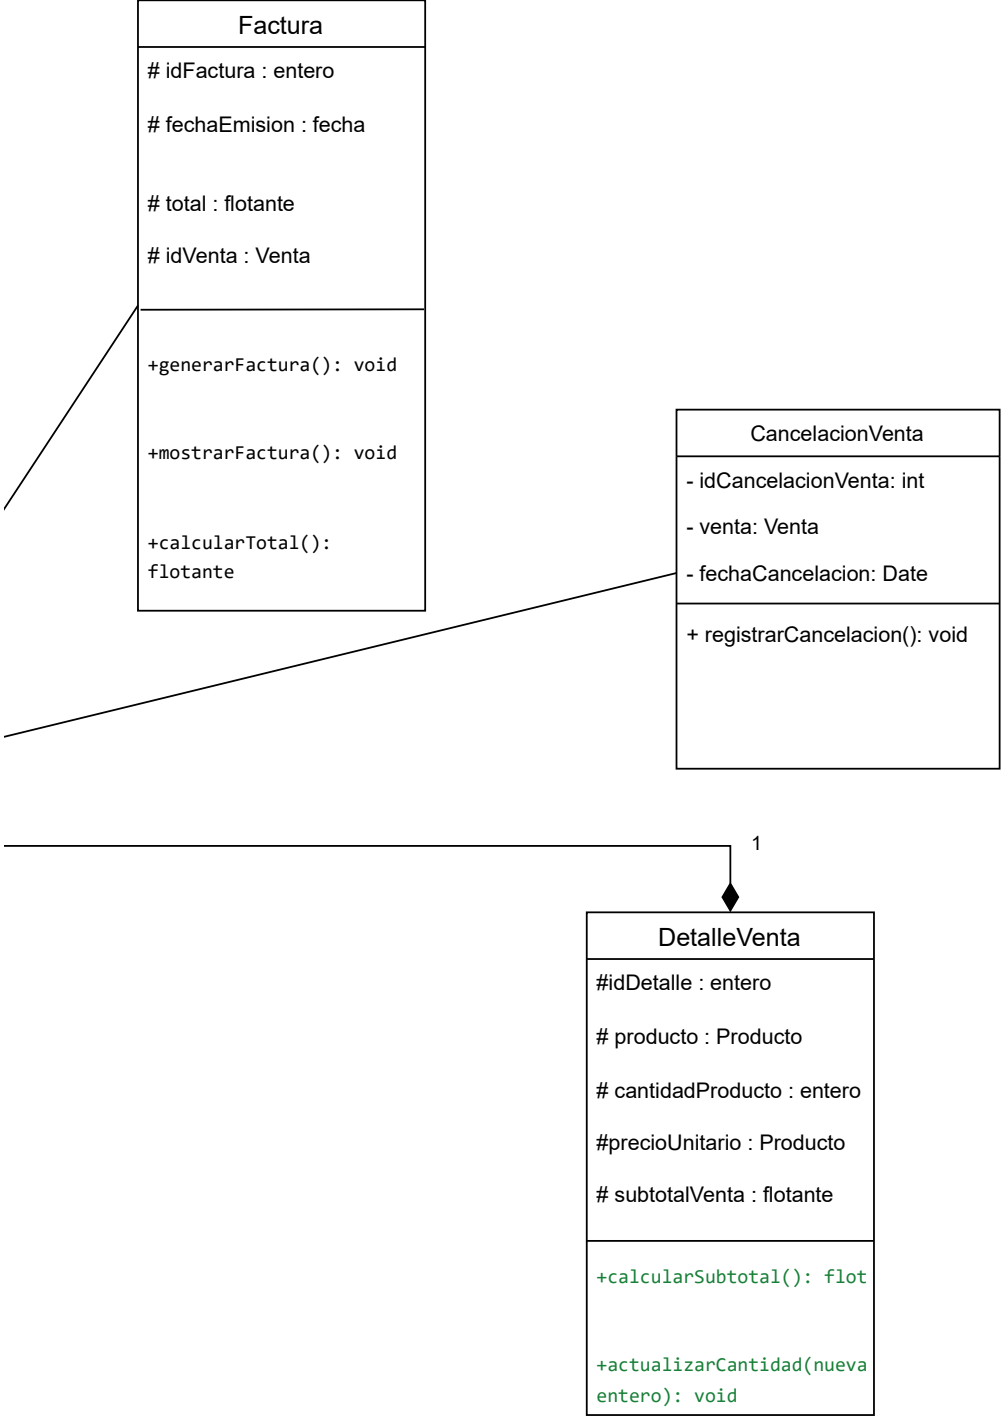 Factura
# idFactura : entero
# fechaEmision : fecha
# total : flotante
# idVenta : Venta
+generarFactura(): void
+mostrarFactura(): void
+calcularTotal():
flotante
CancelacionVenta
- idCancelacionVenta: int
- venta: Venta
- fechaCancelacion: Date
+ registrarCancelacion(): void
1
DetalleVenta
#idDetalle : entero
# producto : Producto
# cantidadProducto : entero
#precioUnitario : Producto
# subtotalVenta : flotante
+calcularSubtotal(): flot
+actualizarCantidad(nueva
entero): void